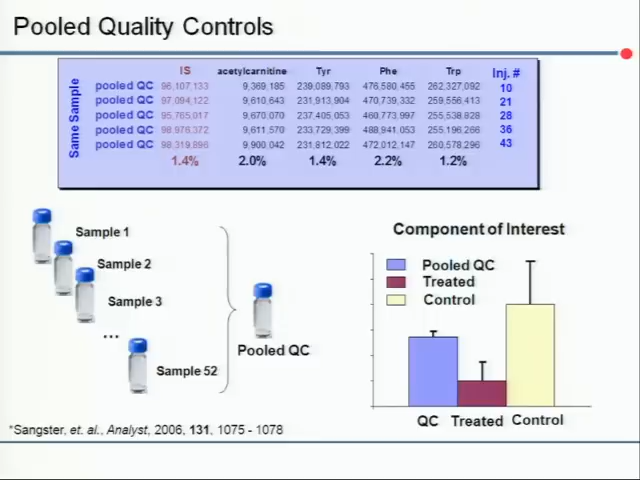 Pooled Quality Controls
IS acetylcarnitine Tyr Phe Trp Inj. #
Same Sample
pooled QC 96,107,133 9,369,185 239,089,793 476,580,455 262,327,092 10
pooled QC 97,094,122 9,610,643 231,913,904 470,739,332 259,556,413 21
pooled QC 95,765,017 9,670,070 237,405,053 460,773,997 255,538,828 28
pooled QC 98,976,372 9,611,570 233,729,399 488,941,053 255,196,266 36
pooled QC 98,319,896 9,900,042 231,812,022 472,012,147 260,578,296 43
1.4% 2.0% 1.4% 2.2% 1.2%
Sample 1
Sample 2
Sample 3
...
Sample 52
Pooled QC
Component of Interest
Pooled QC
Treated
Control
QC Treated Control
*Sangster, et. al., Analyst, 2006, 131, 1075 - 1078